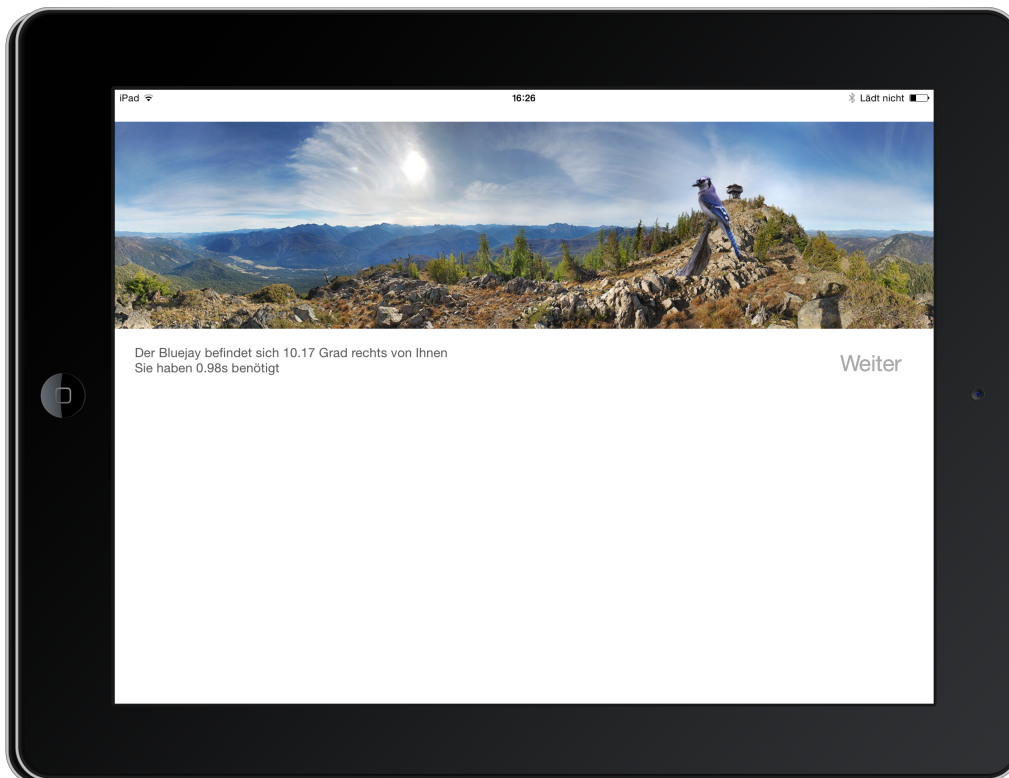 iPad 16:26 Lädt nicht
Der Bluejay befindet sich 10.17 Grad rechts von Ihnen
Sie haben 0.98s benötigt
Weiter